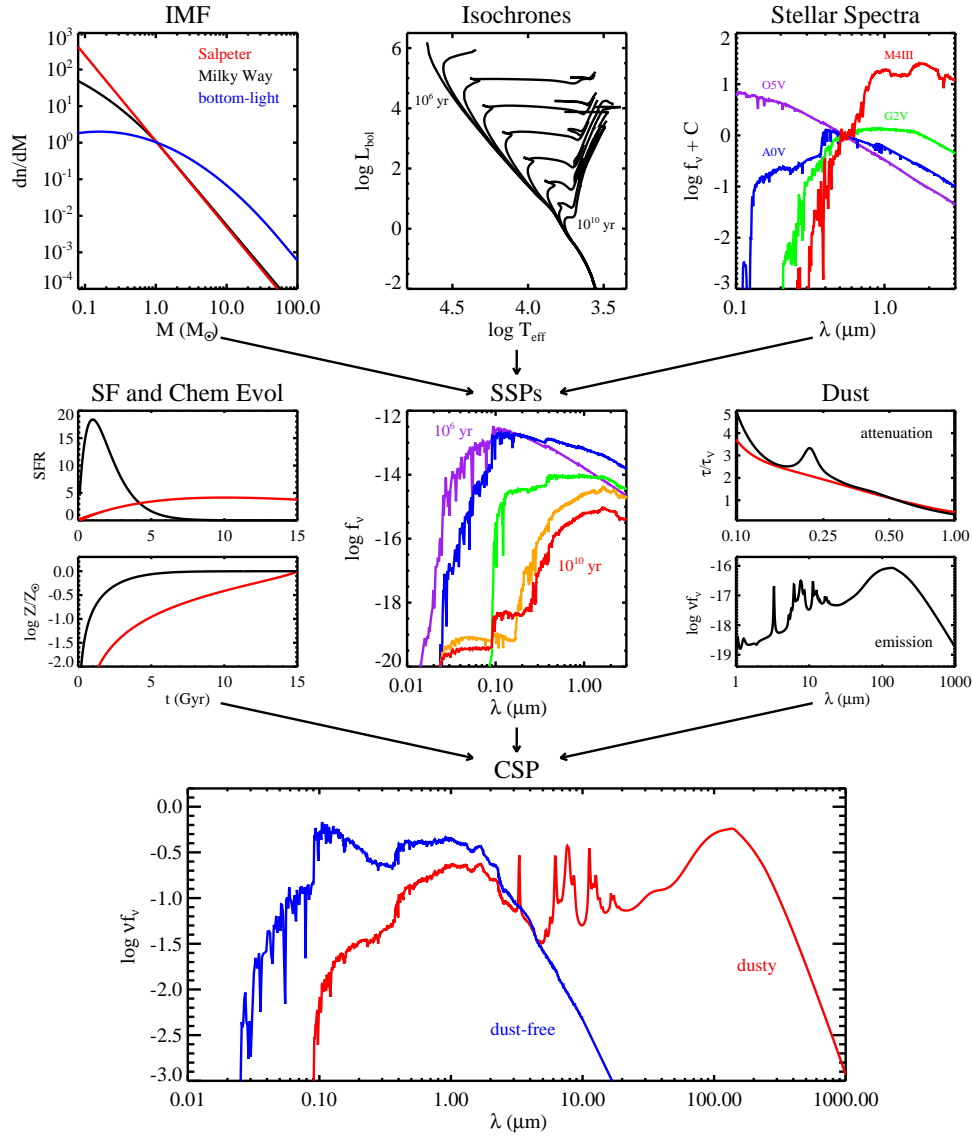 IMF
Isochrones
Stellar Spectra
10³
10²
10¹
10⁰
10⁻¹
10⁻²
10⁻³
10⁻⁴
dn/dM
Salpeter
Milky Way
bottom-light
0.1
1.0
10.0
100.0
M (M⊙)
6
4
2
0
-2
log L_bol
10⁶ yr
10¹⁰ yr
4.5
4.0
3.5
log T_eff
2
1
0
-1
-2
-3
log f_ν + C
M4III
O5V
G2V
A0V
0.1
1.0
λ (μm)
SF and Chem Evol
SSPs
Dust
20
15
10
5
0
SFR
0
5
10
15
0.0
-0.5
-1.0
-1.5
-2.0
log Z/Z⊙
0
5
10
15
t (Gyr)
-12
-14
-16
-18
-20
log f_ν
10⁶ yr
10¹⁰ yr
0.01
0.10
1.00
λ (μm)
5
4
3
2
1
0
τ/τ_V
attenuation
0.10
0.25
0.50
1.00
-16
-17
-18
-19
log νf_ν
emission
1
10
100
1000
λ (μm)
CSP
0.0
-0.5
-1.0
-1.5
-2.0
-2.5
-3.0
log νf_ν
dusty
dust-free
0.01
0.10
1.00
10.00
100.00
1000.00
λ (μm)